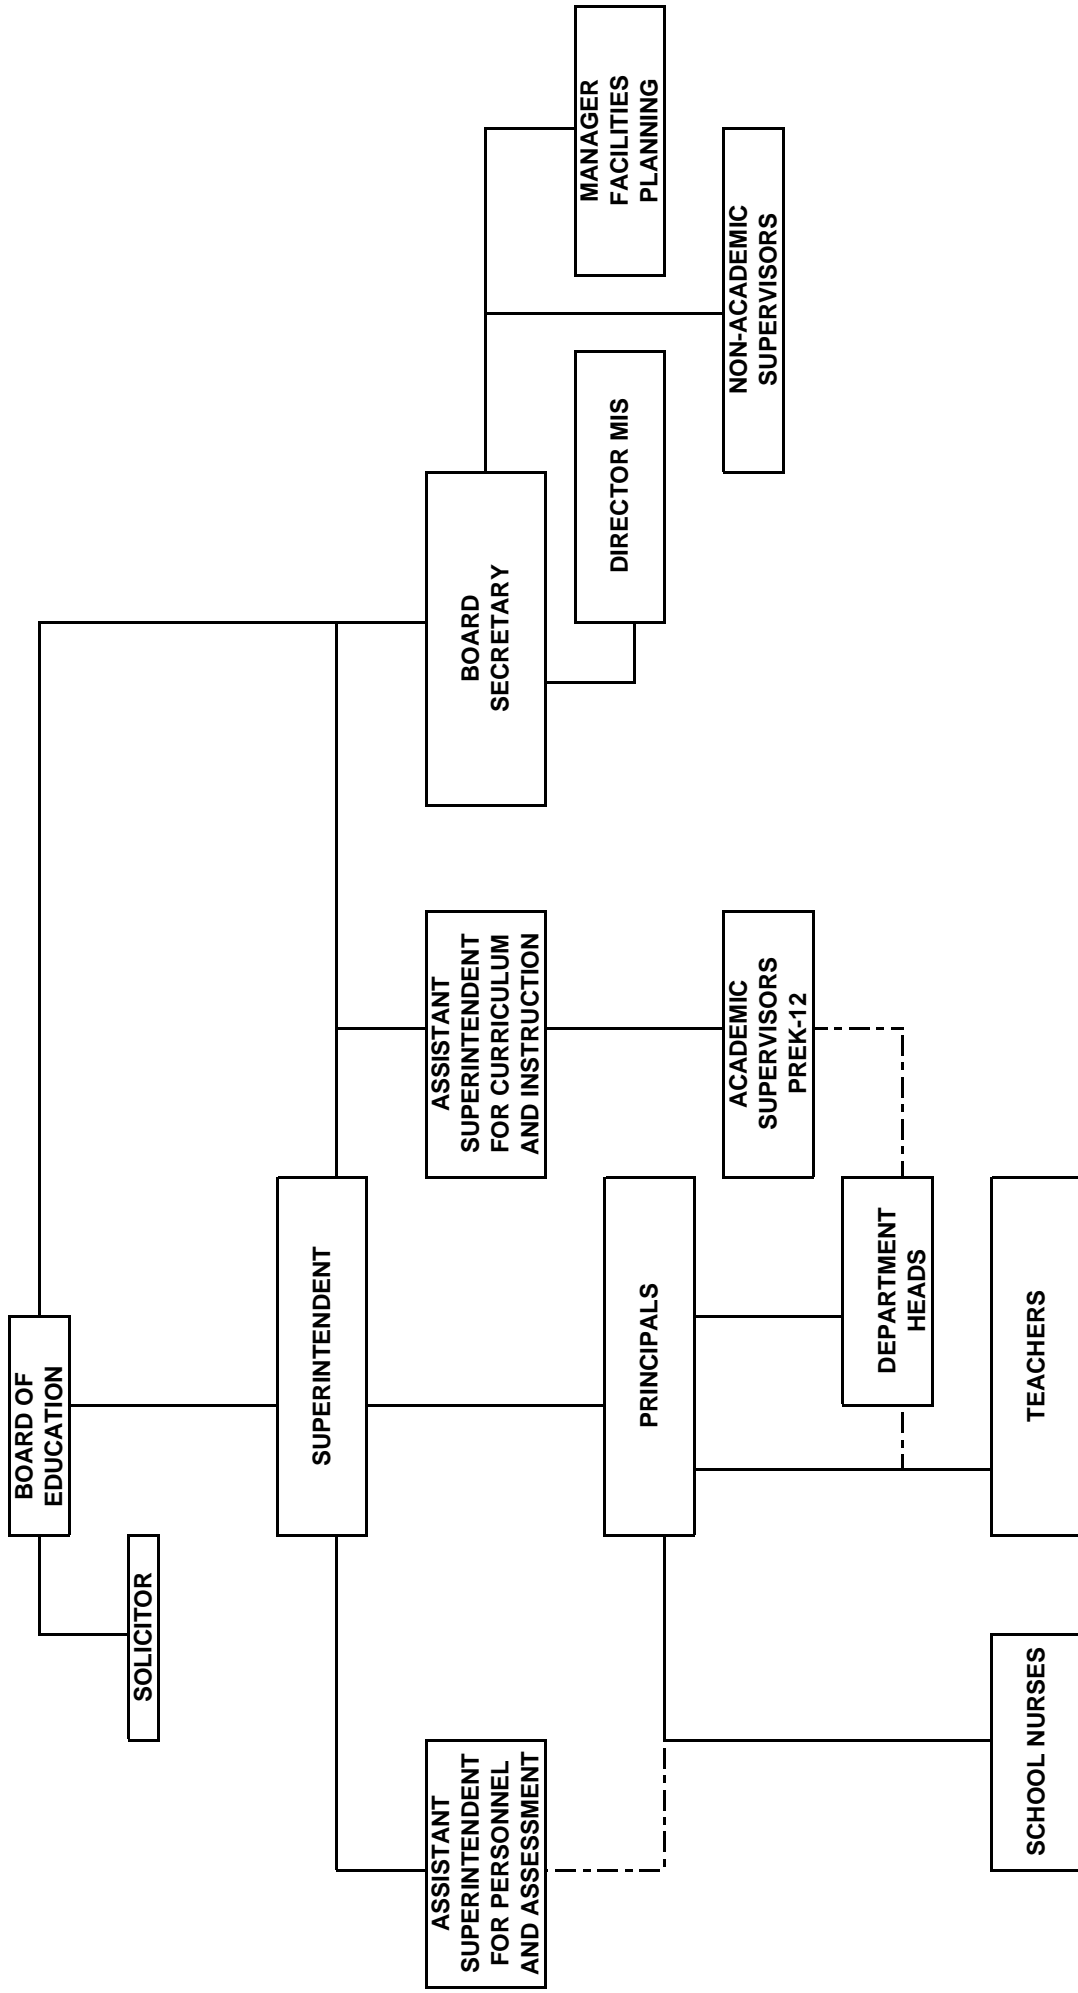 BOARD OF
EDUCATION
SOLICITOR
SUPERINTENDENT
ASSISTANT
SUPERINTENDENT
FOR PERSONNEL
AND ASSESSMENT
ASSISTANT
SUPERINTENDENT
FOR CURRICULUM
AND INSTRUCTION
BOARD
SECRETARY
DIRECTOR MIS
MANAGER
FACILITIES
PLANNING
PRINCIPALS
ACADEMIC
SUPERVISORS
PREK-12
NON-ACADEMIC
SUPERVISORS
DEPARTMENT
HEADS
SCHOOL NURSES
TEACHERS